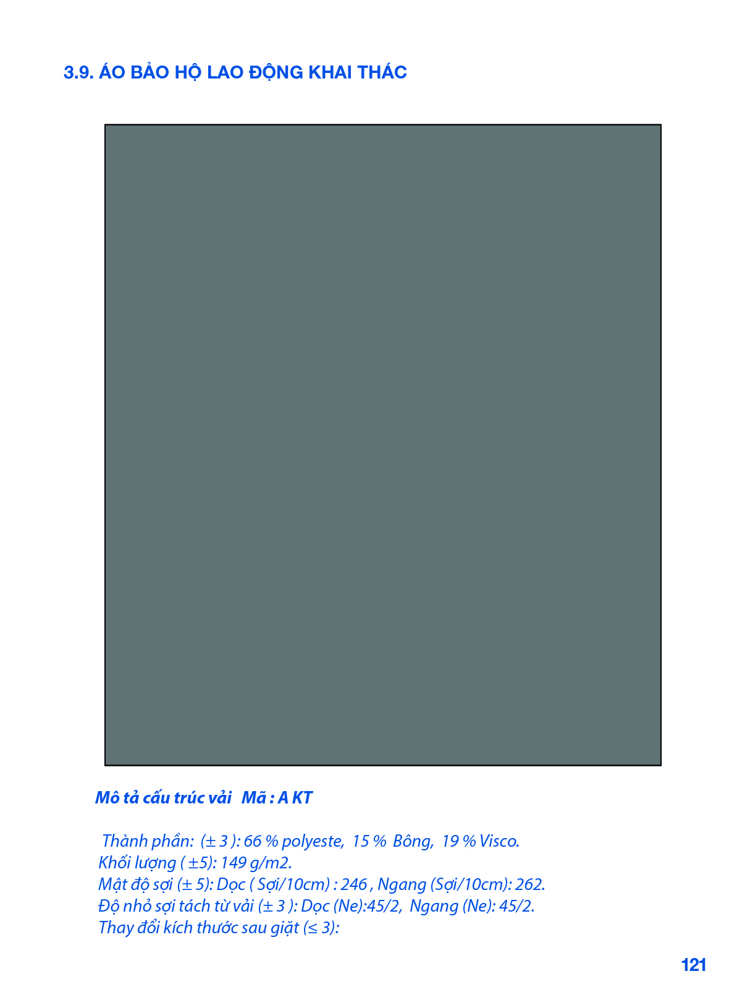 3.9. ÁO BẢO HỘ LAO ĐỘNG KHAI THÁC
Mô tả cấu trúc vải Mã : A KT
Thành phần: (± 3 ): 66 % polyeste, 15 % Bông, 19 % Visco.
Khối lượng ( ±5): 149 g/m2.
Mật độ sợi (± 5): Dọc ( Sợi/10cm) : 246 , Ngang (Sợi/10cm): 262.
Độ nhỏ sợi tách từ vải (± 3 ): Dọc (Ne):45/2, Ngang (Ne): 45/2.
Thay đổi kích thước sau giặt (≤ 3):
121